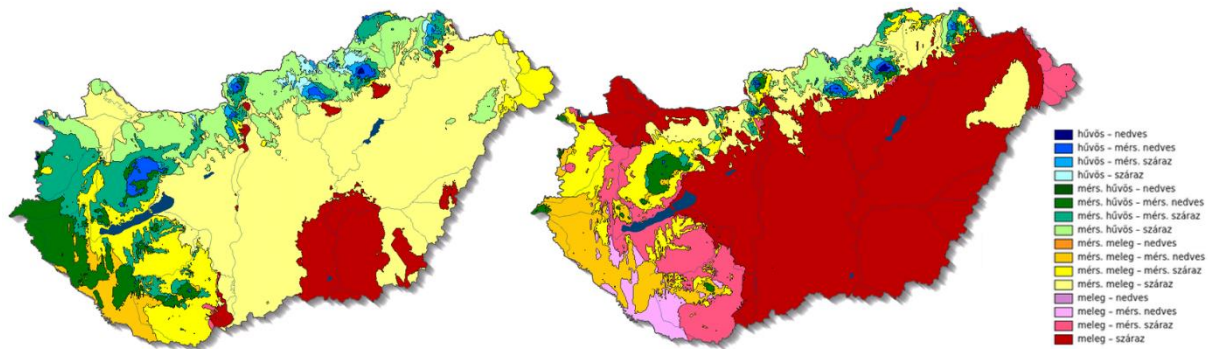 hűvös – nedves
hűvös – mérs. nedves
hűvös – mérs. száraz
hűvös – száraz
mérs. hűvös – nedves
mérs. hűvös – mérs. nedves
mérs. hűvös – mérs. száraz
mérs. hűvös – száraz
mérs. meleg – nedves
mérs. meleg – mérs. nedves
mérs. meleg – mérs. száraz
mérs. meleg – száraz
meleg – nedves
meleg – mérs. nedves
meleg – mérs. száraz
meleg – száraz